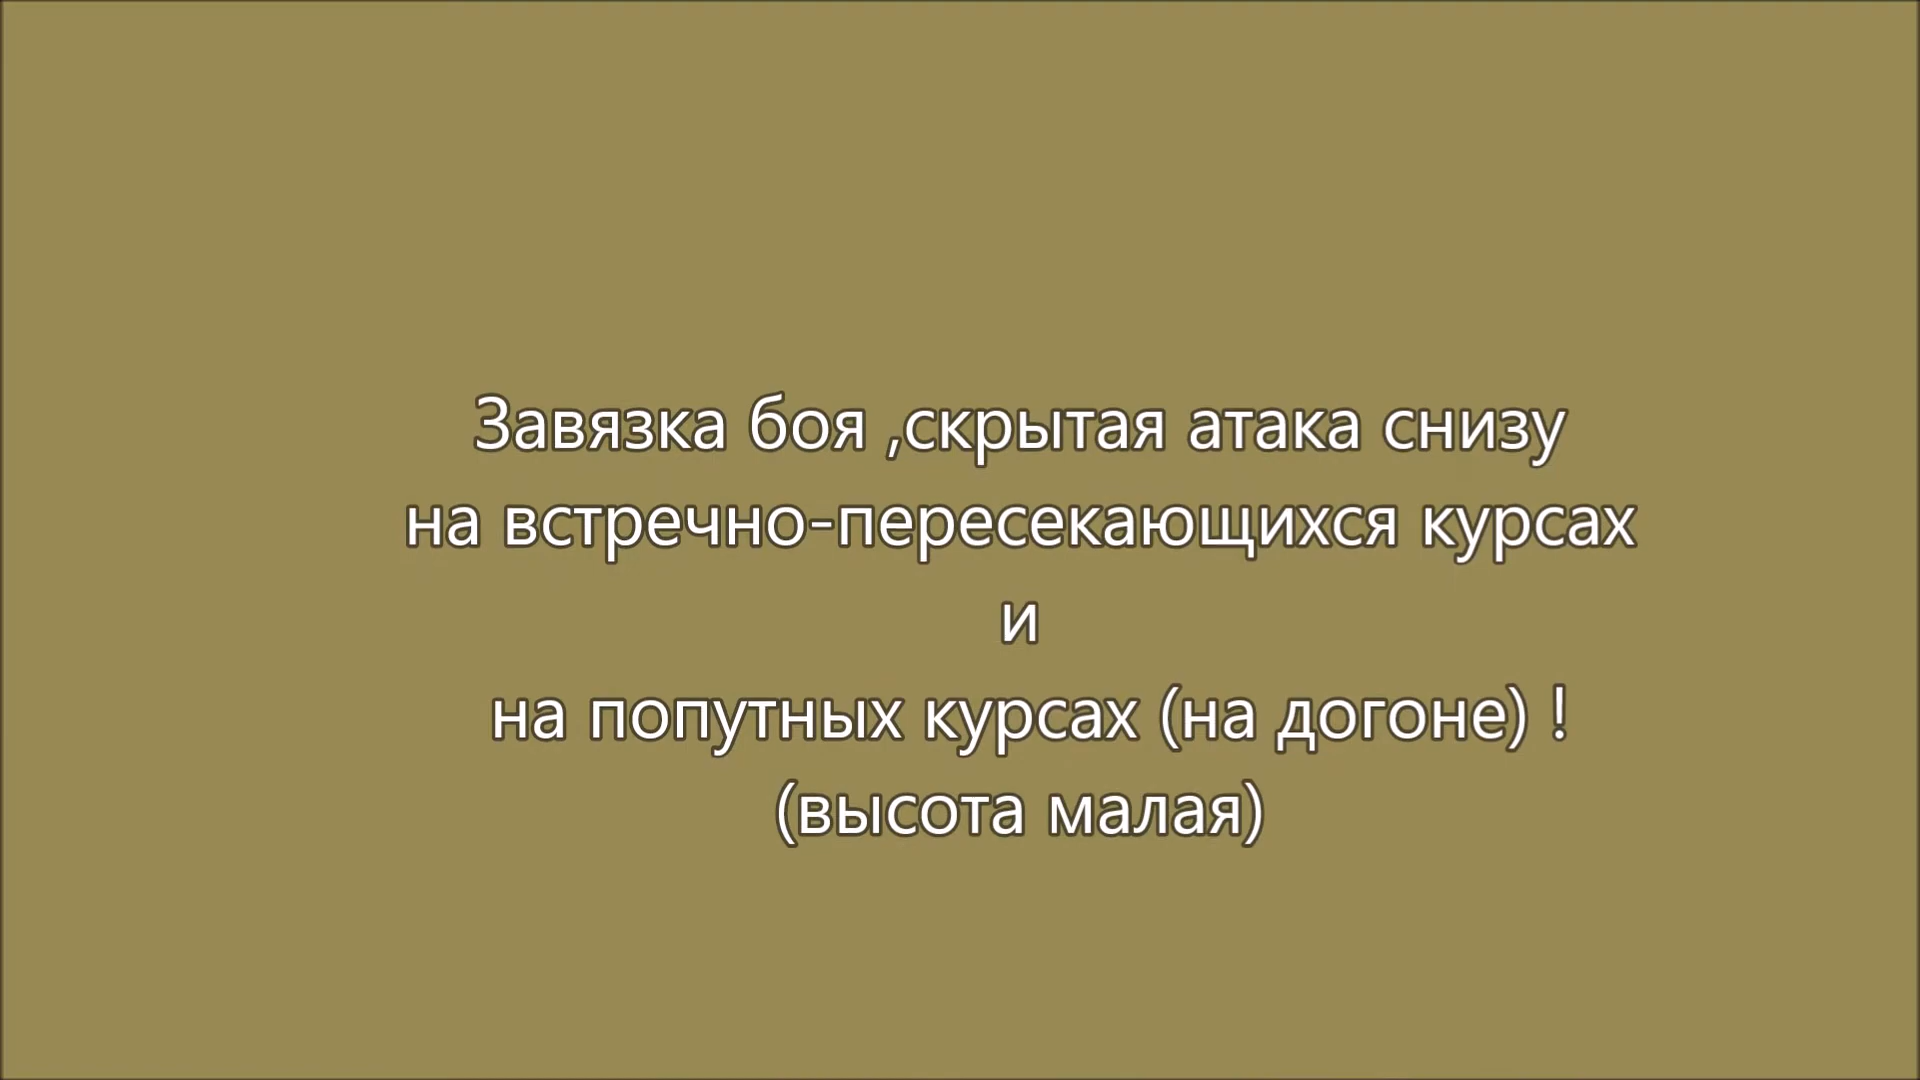 Завязка боя ,скрытая атака снизу
на встречно-пересекающихся курсах
и
на попутных курсах (на догоне) !
(высота малая)